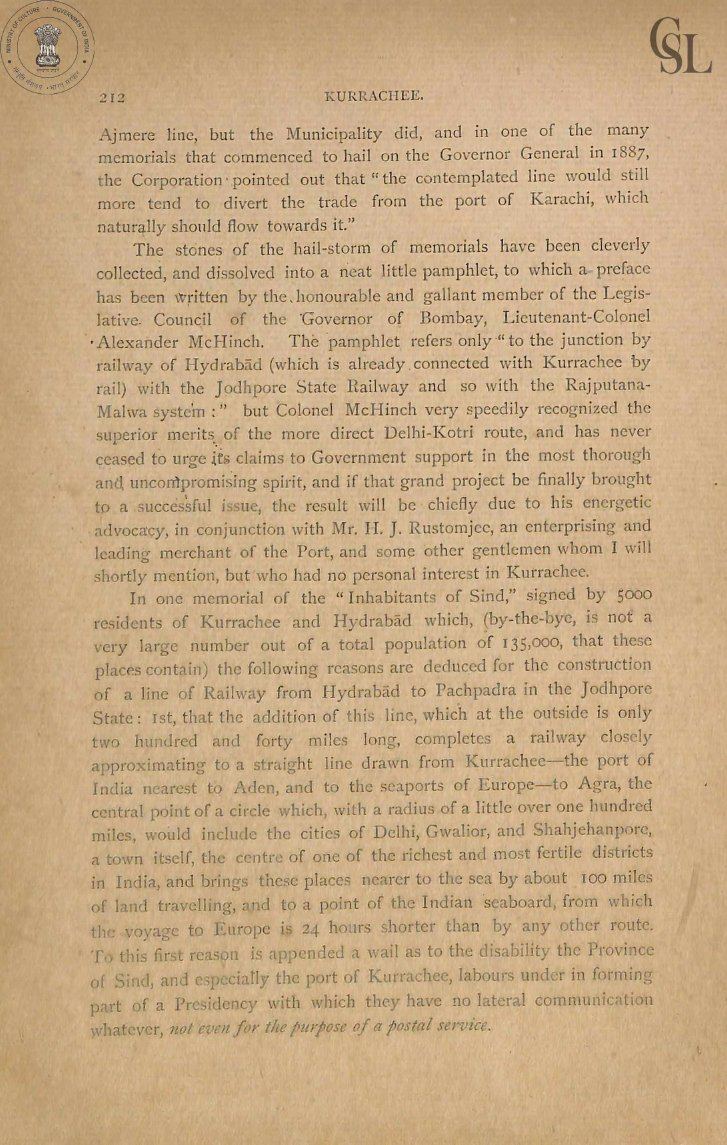 MINISTRY OF CULTURE • GOVERNMENT OF INDIA
CSL
212 KURRACHEE.
Ajmere line, but the Municipality did, and in one of the many
memorials that commenced to hail on the Governor General in 1887,
the Corporation pointed out that "the contemplated line would still
more tend to divert the trade from the port of Karachi, which
naturally should flow towards it."
The stones of the hail-storm of memorials have been cleverly
collected, and dissolved into a neat little pamphlet, to which a preface
has been written by the honourable and gallant member of the Legis-
lative Council of the Governor of Bombay, Lieutenant-Colonel
Alexander McHinch. The pamphlet refers only "to the junction by
railway of Hydrabād (which is already connected with Kurrachee by
rail) with the Jodhpore State Railway and so with the Rajputana-
Malwa system:" but Colonel McHinch very speedily recognized the
superior merits of the more direct Delhi-Kotri route, and has never
ceased to urge its claims to Government support in the most thorough
and uncompromising spirit, and if that grand project be finally brought
to a successful issue, the result will be chiefly due to his energetic
advocacy, in conjunction with Mr. H. J. Rustomjee, an enterprising and
leading merchant of the Port, and some other gentlemen whom I will
shortly mention, but who had no personal interest in Kurrachee.
In one memorial of the "Inhabitants of Sind," signed by 5000
residents of Kurrachee and Hydrabād which, (by-the-bye, is not a
very large number out of a total population of 135,000, that these
places contain) the following reasons are deduced for the construction
of a line of Railway from Hydrabād to Pachpadra in the Jodhpore
State: 1st, that the addition of this line, which at the outside is only
two hundred and forty miles long, completes a railway closely
approximating to a straight line drawn from Kurrachee—the port of
India nearest to Aden, and to the seaports of Europe—to Agra, the
central point of a circle which, with a radius of a little over one hundred
miles, would include the cities of Delhi, Gwalior, and Shahjehanpore,
a town itself, the centre of one of the richest and most fertile districts
in India, and brings these places nearer to the sea by about 100 miles
of land travelling, and to a point of the Indian seaboard, from which
the voyage to Europe is 24 hours shorter than by any other route.
To this first reason is appended a wail as to the disability the Province
of Sind, and especially the port of Kurrachee, labours under in forming
part of a Presidency with which they have no lateral communication
whatever, not even for the purpose of a postal service.